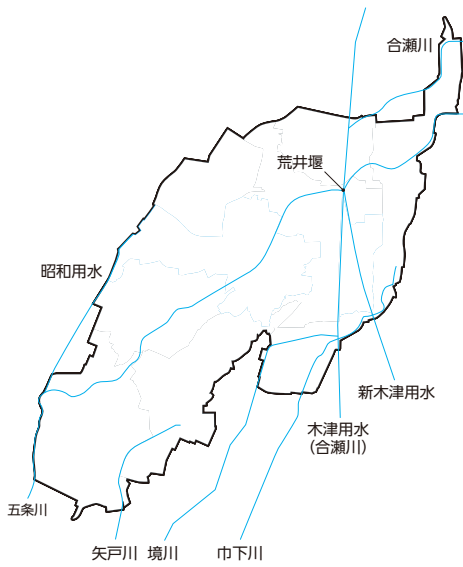 合瀬川
荒井堰
昭和用水
新木津用水
木津用水
(合瀬川)
五条川
矢戸川
境川
巾下川